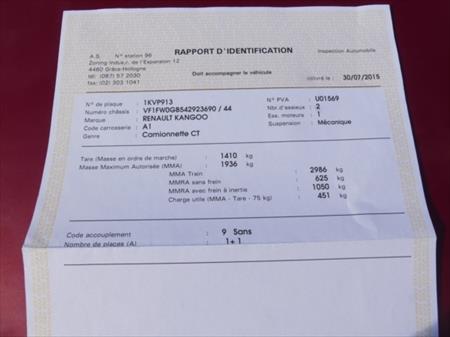 A.S. N° station 96 RAPPORT D'IDENTIFICATION Inspection Automobile
Zoning Indusr, de l'Expansion 12
4460 Grâce-Hollogne Doit accompagner le véhicule
tél: (087) 57 2030 Délivré le : 30/07/2015
fax: (02) 303 1041
N° de plaque : 1KVP913 N° PVA : U01569
Numéro châssis : VF1FW0GB542923690 / 44 Nbr.d'essieux : 2
Marque : RENAULT KANGOO Ess. moteurs : 1
Code carrosserie : A1 Suspension : Mécanique
Genre : Camionnette CT
Tare (Masse en ordre de marche) : 1410 kg
Masse Maximum Autorisée (MMA) : 1936 kg
MMA Train : 2986 kg
MMRA sans frein : 625 kg
MMRA avec frein à inertie : 1050 kg
Charge utile (MMA - Tare - 75 kg) : 451 kg
Code accouplement : 9 Sans
Nombre de places (A) : 1+1